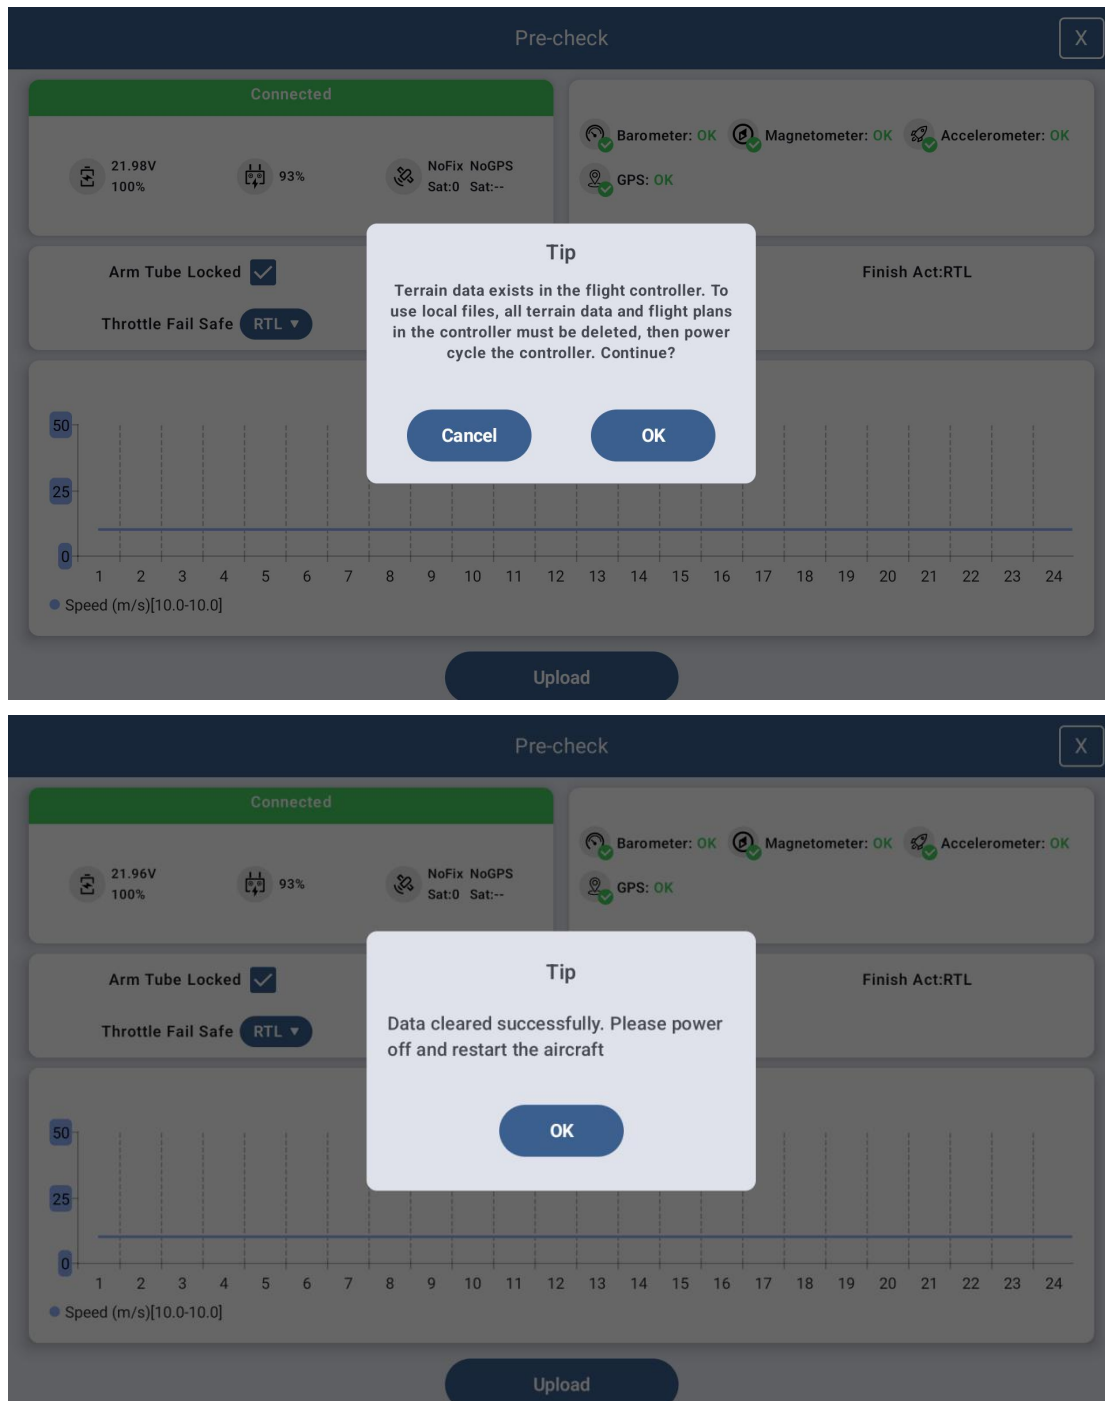 Pre-check
X
Connected
21.98V
100%
93%
NoFix NoGPS
Sat:0 Sat:--
Barometer: OK Magnetometer: OK Accelerometer: OK
GPS: OK
Arm Tube Locked
Throttle Fail Safe RTL
Finish Act:RTL
Tip
Terrain data exists in the flight controller. To
use local files, all terrain data and flight plans
in the controller must be deleted, then power
cycle the controller. Continue?
Cancel OK
50
25
0
1 2 3 4 5 6 7 8 9 10 11 12 13 14 15 16 17 18 19 20 21 22 23 24
Speed (m/s)[10.0-10.0]
Upload
Pre-check
X
Connected
21.96V
100%
93%
NoFix NoGPS
Sat:0 Sat:--
Barometer: OK Magnetometer: OK Accelerometer: OK
GPS: OK
Arm Tube Locked
Throttle Fail Safe RTL
Finish Act:RTL
Tip
Data cleared successfully. Please power
off and restart the aircraft
OK
50
25
0
1 2 3 4 5 6 7 8 9 10 11 12 13 14 15 16 17 18 19 20 21 22 23 24
Speed (m/s)[10.0-10.0]
Upload